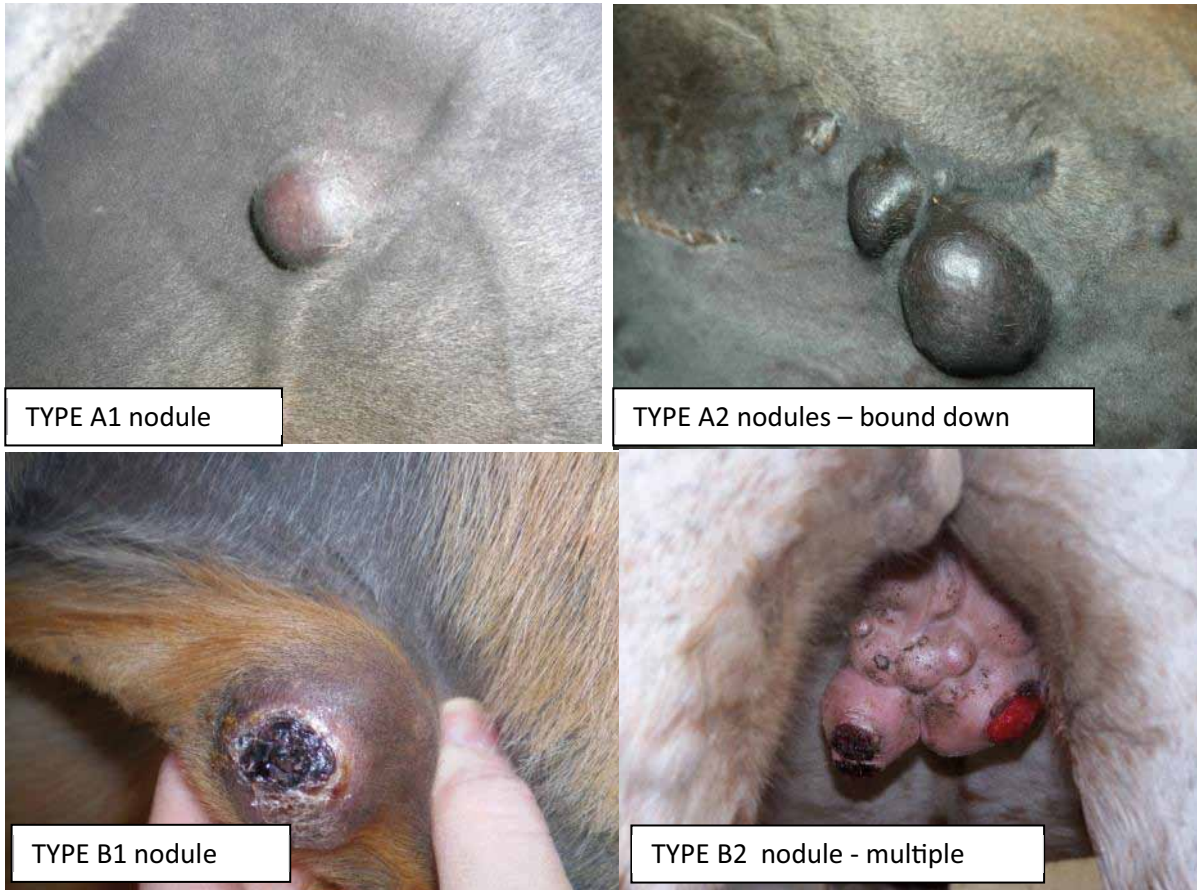 TYPE A1 nodule
TYPE A2 nodules – bound down
TYPE B1 nodule
TYPE B2  nodule - multiple